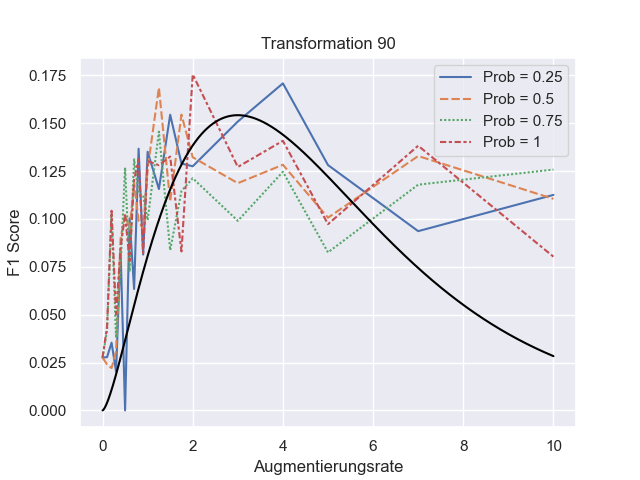 Transformation 90
F1 Score
0.175
0.150
0.125
0.100
0.075
0.050
0.025
0.000
Prob = 0.25
Prob = 0.5
Prob = 0.75
Prob = 1
0 2 4 6 8 10
Augmentierungsrate